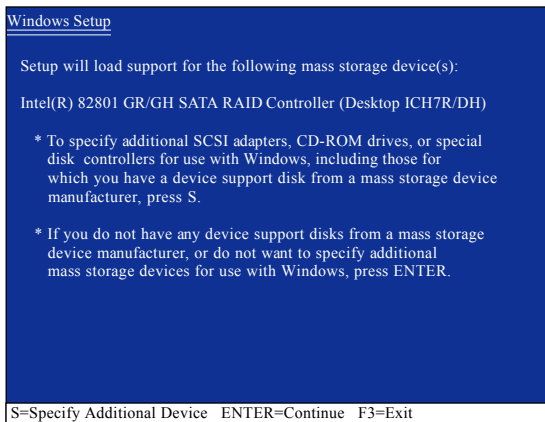 Windows Setup
Setup will load support for the following mass storage device(s):
Intel(R) 82801 GR/GH SATA RAID Controller (Desktop ICH7R/DH)
* To specify additional SCSI adapters, CD-ROM drives, or special
disk controllers for use with Windows, including those for
which you have a device support disk from a mass storage device
manufacturer, press S.
* If you do not have any device support disks from a mass storage
device manufacturer, or do not want to specify additional
mass storage devices for use with Windows, press ENTER.
S=Specify Additional Device ENTER=Continue F3=Exit